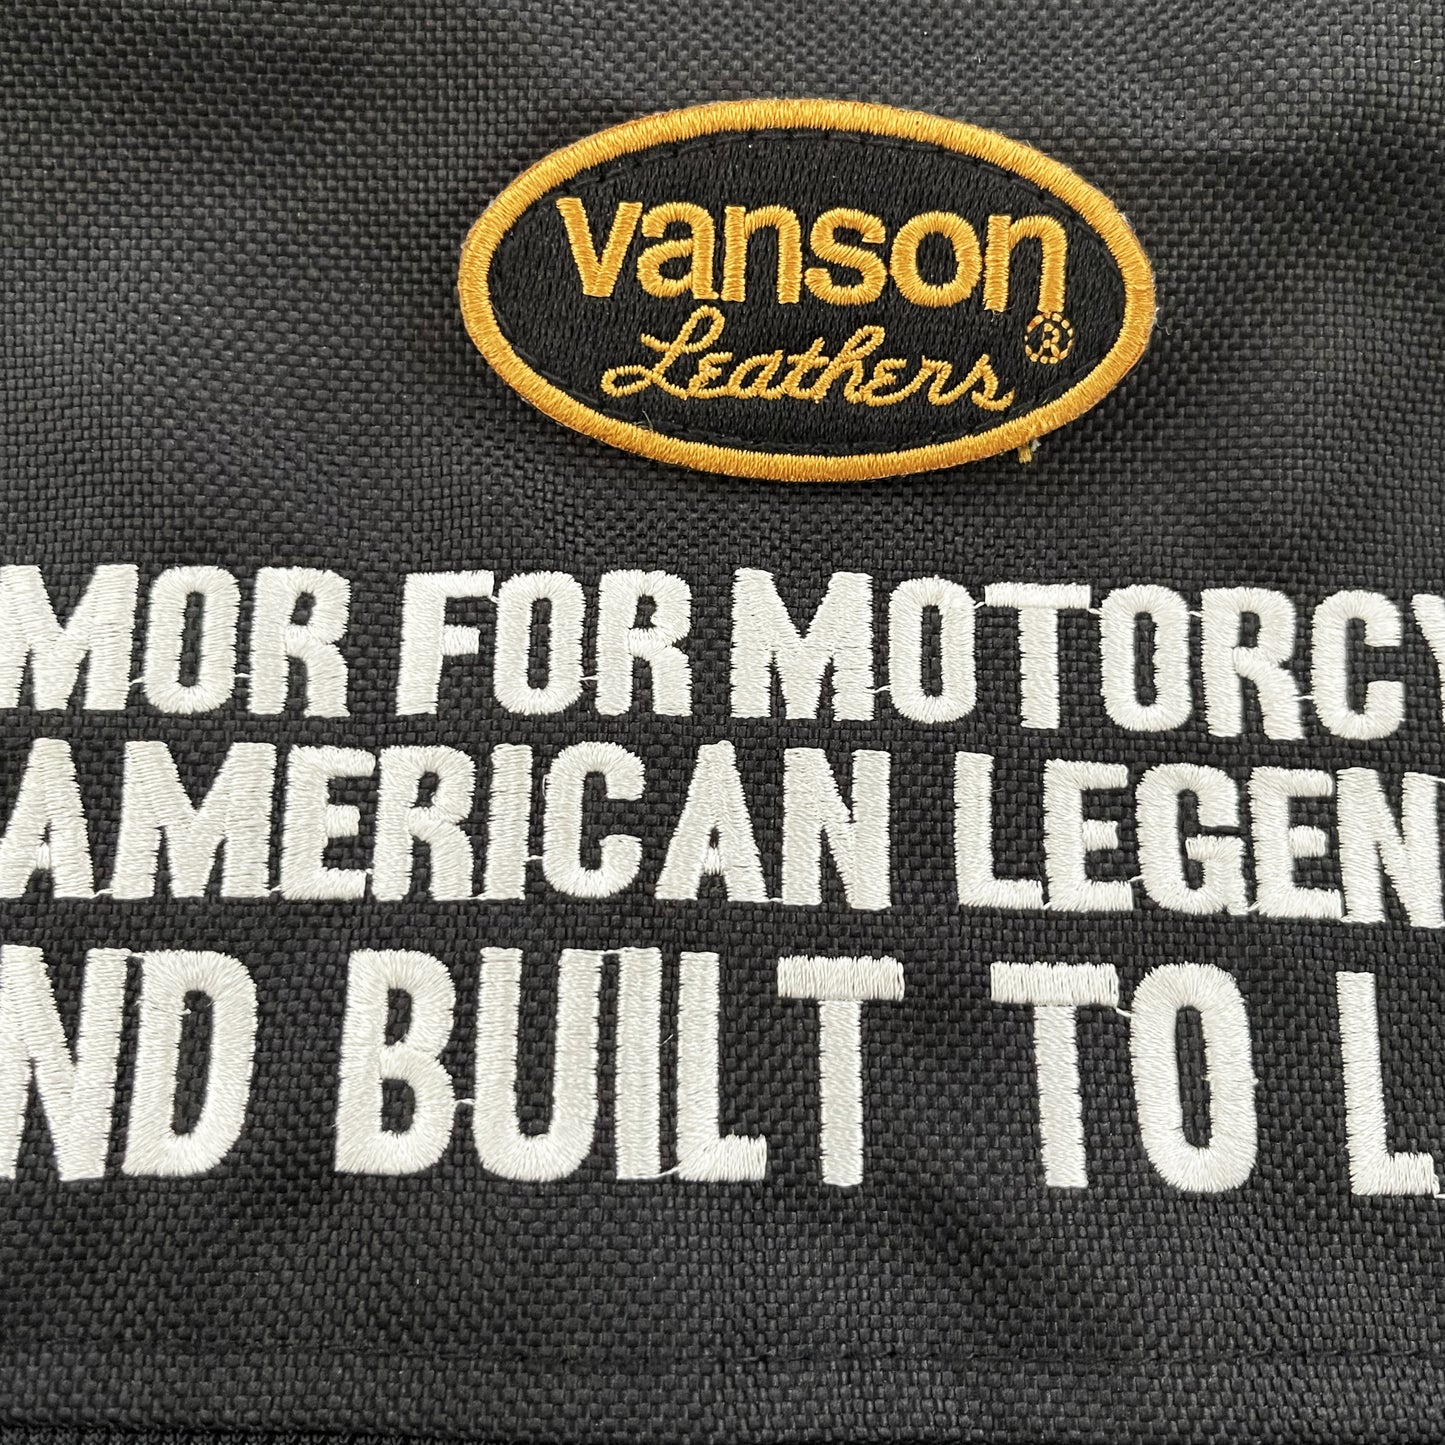 vanson
Leathers®
MOR FOR MOTORCY
AMERICAN LEGEN
ND BUILT TO L